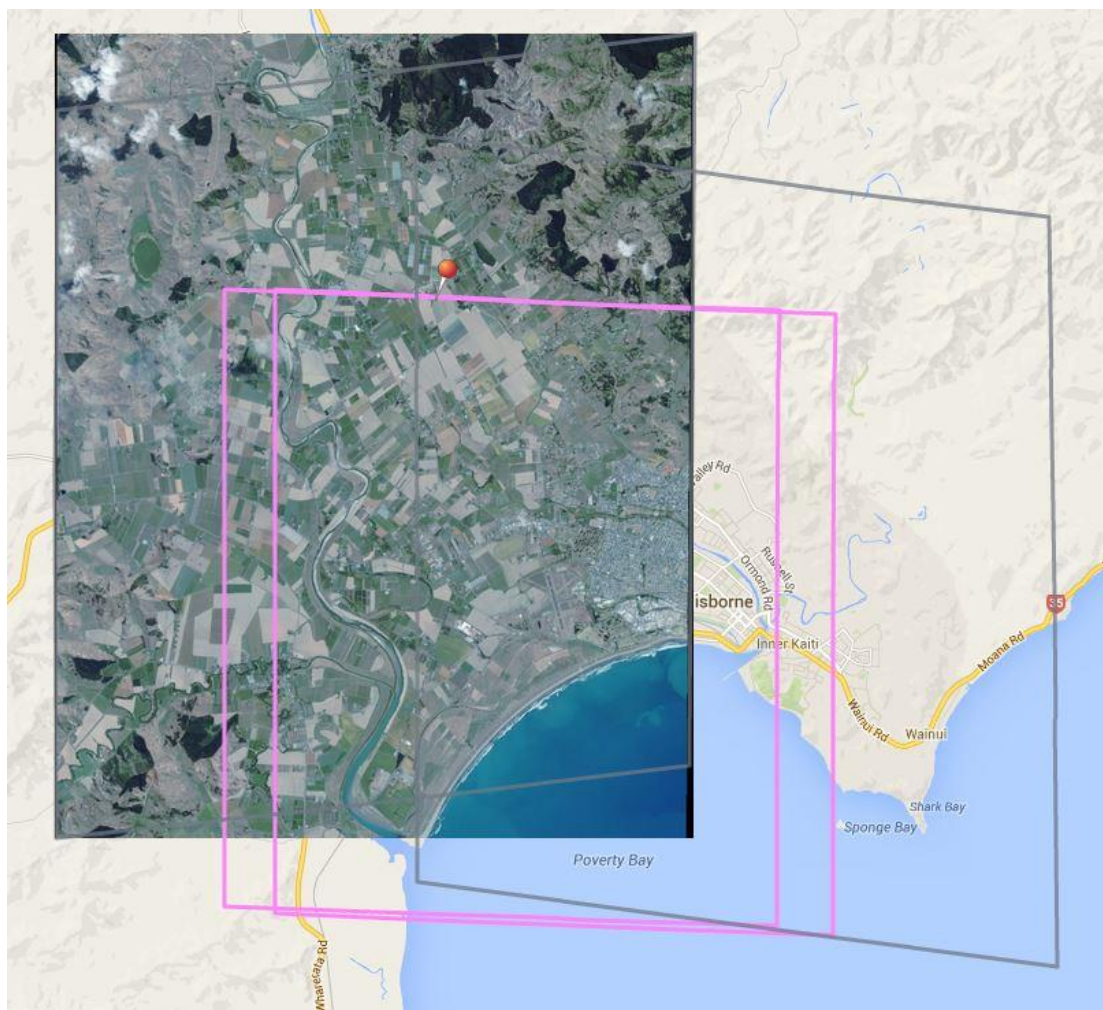 Valley Rd
Ormond Rd
Russell St
35
isborne
Inner Kaiti
Moana Rd
Wainui Rd
Wainui
Shark Bay
Sponge Bay
Poverty Bay
Wharerata Rd